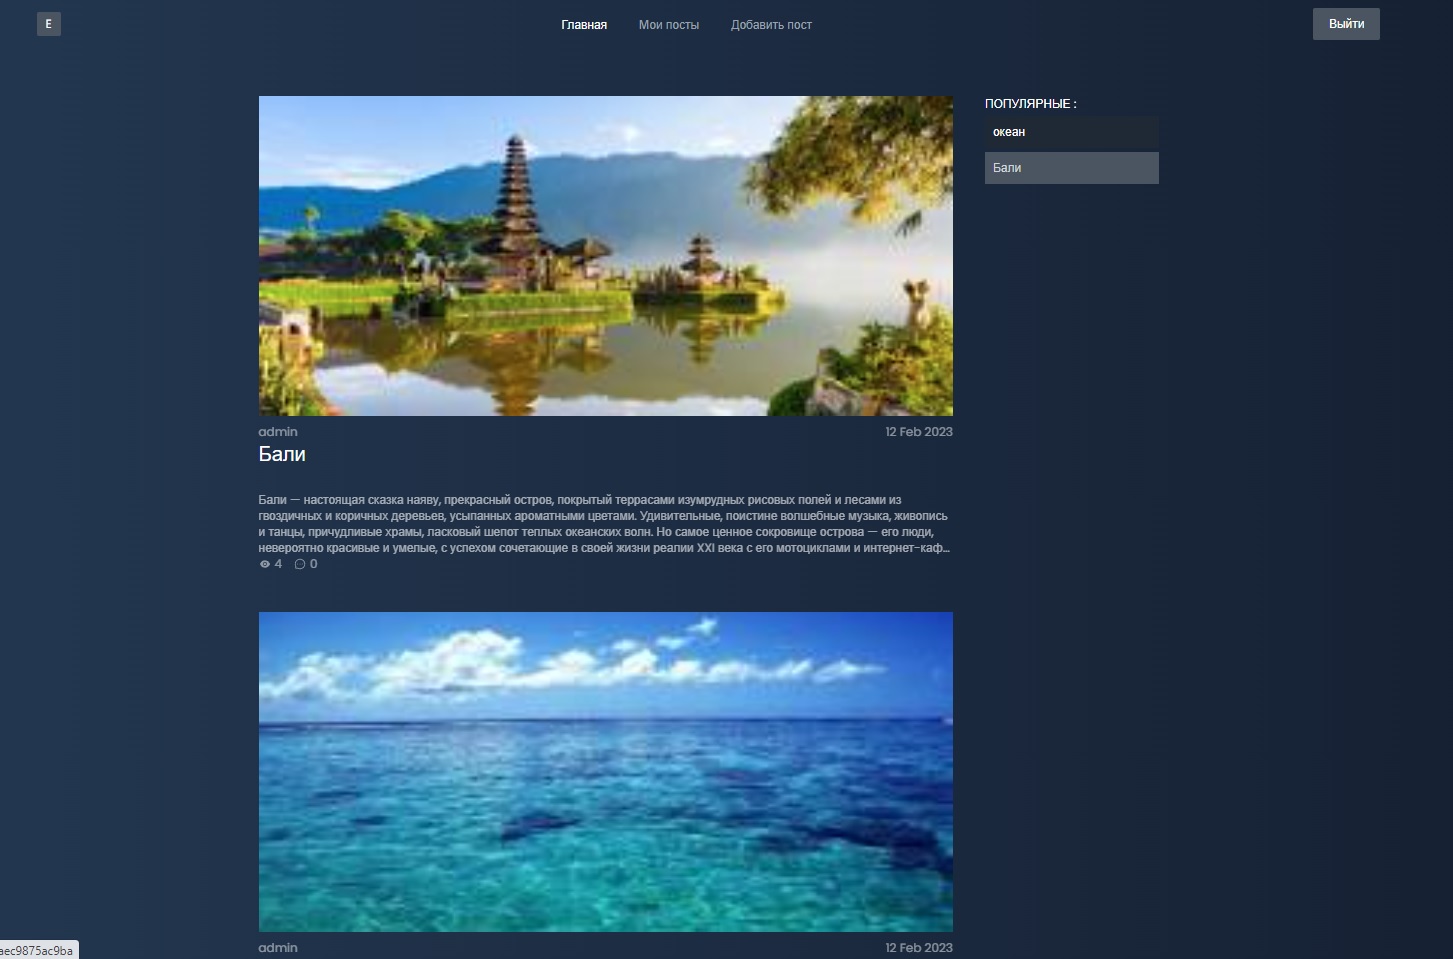 E
Главная
Мои посты
Добавить пост
Выйти
ПОПУЛЯРНЫЕ :
океан
Бали
admin
12 Feb 2023
Бали
Бали — настоящая сказка наяву, прекрасный остров, покрытый террасами изумрудных рисовых полей и лесами из
гвоздичных и коричных деревьев, усыпанных ароматными цветами. Удивительные, поистине волшебные музыка, живопись
и танцы, причудливые храмы, ласковый шепот теплых океанских волн. Но самое ценное сокровище острова — его люди,
невероятно красивые и умелые, с успехом сочетающие в своей жизни реалии XXI века с его мотоциклами и интернет-каф...
4
0
admin
12 Feb 2023
aec9875ac9ba